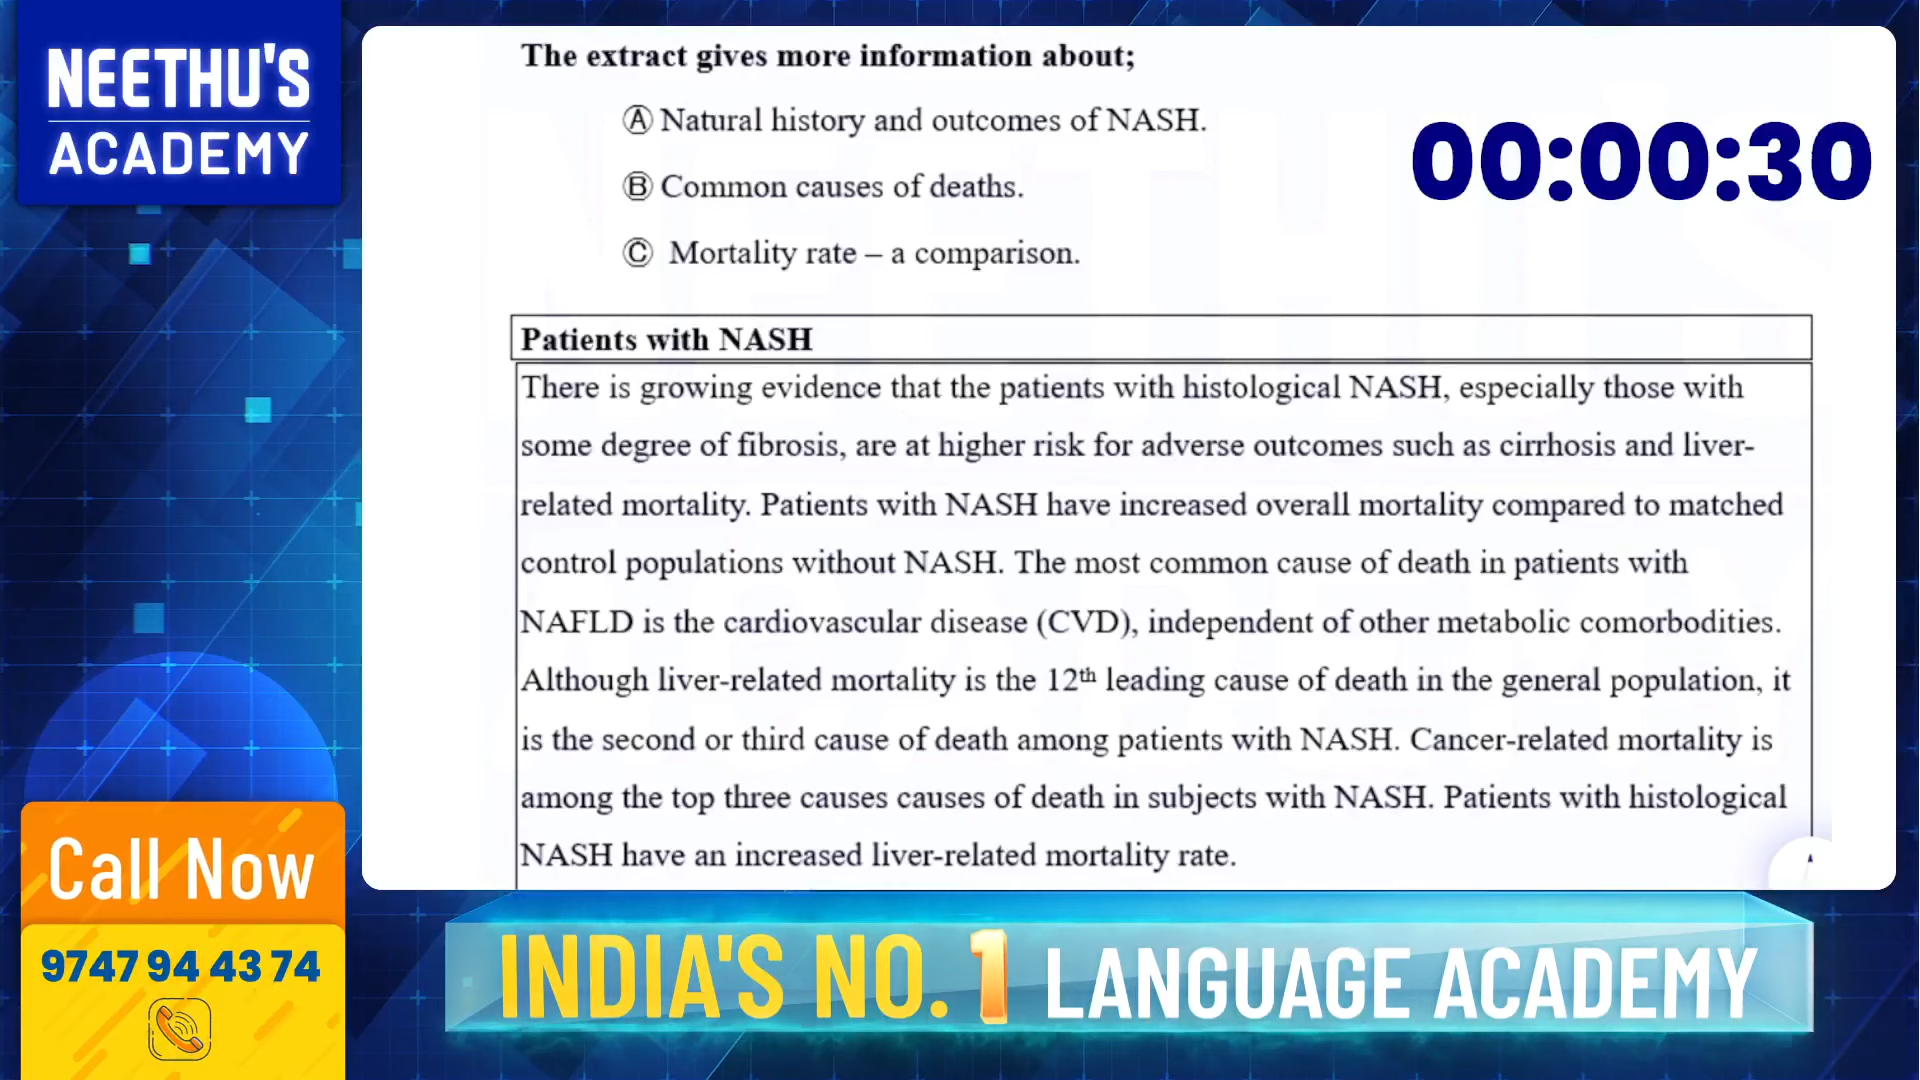 NEETHU'S
ACADEMY
The extract gives more information about;
Ⓐ Natural history and outcomes of NASH.
Ⓑ Common causes of deaths.
Ⓒ Mortality rate – a comparison.
00:00:30
Patients with NASH
There is growing evidence that the patients with histological NASH, especially those with
some degree of fibrosis, are at higher risk for adverse outcomes such as cirrhosis and liver-
related mortality. Patients with NASH have increased overall mortality compared to matched
control populations without NASH. The most common cause of death in patients with
NAFLD is the cardiovascular disease (CVD), independent of other metabolic comorbodities.
Although liver-related mortality is the 12th leading cause of death in the general population, it
is the second or third cause of death among patients with NASH. Cancer-related mortality is
among the top three causes causes of death in subjects with NASH. Patients with histological
NASH have an increased liver-related mortality rate.
Call Now
9747 94 43 74
INDIA'S NO. 1 LANGUAGE ACADEMY